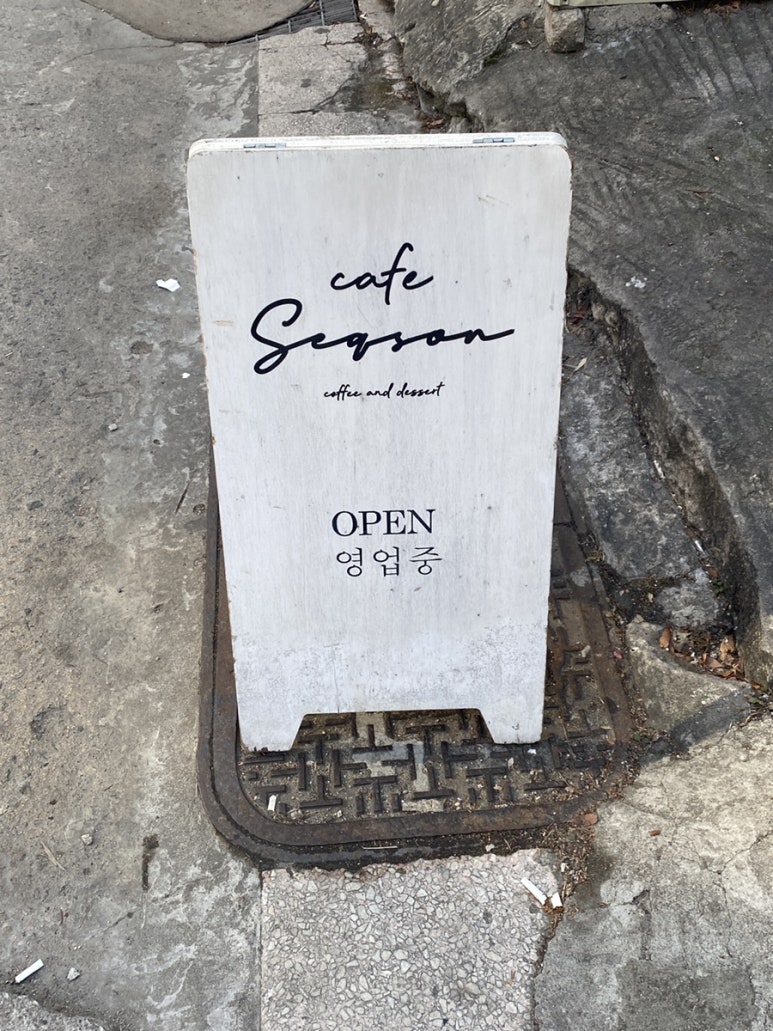 cafe
Seqson
coffee and dessert
OPEN
영업중